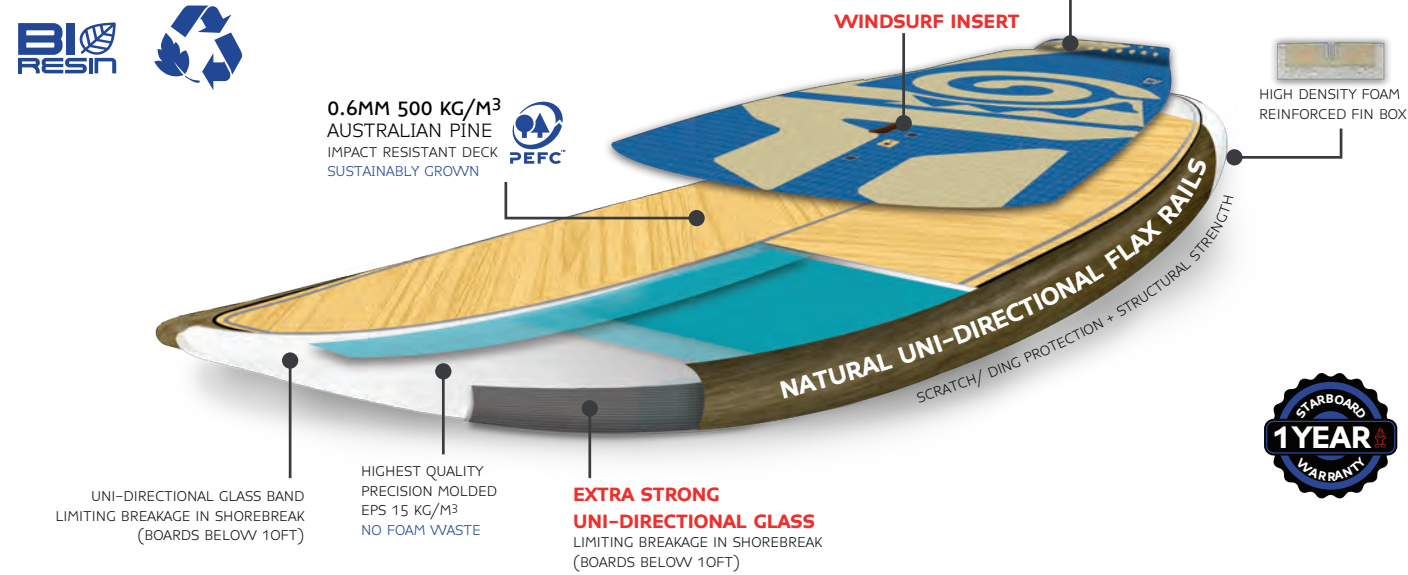 BI
RESIN
WINDSURF INSERT
0.6MM 500 KG/M³
AUSTRALIAN PINE
IMPACT RESISTANT DECK
SUSTAINABLY GROWN
PEFC™
HIGH DENSITY FOAM
REINFORCED FIN BOX
NATURAL UNI-DIRECTIONAL FLAX RAILS
SCRATCH/ DING PROTECTION + STRUCTURAL STRENGTH
UNI-DIRECTIONAL GLASS BAND
LIMITING BREAKAGE IN SHOREBREAK
(BOARDS BELOW 10FT)
HIGHEST QUALITY
PRECISION MOLDED
EPS 15 KG/M³
NO FOAM WASTE
EXTRA STRONG
UNI-DIRECTIONAL GLASS
LIMITING BREAKAGE IN SHOREBREAK
(BOARDS BELOW 10FT)
STARBOARD
1 YEAR
WARRANTY